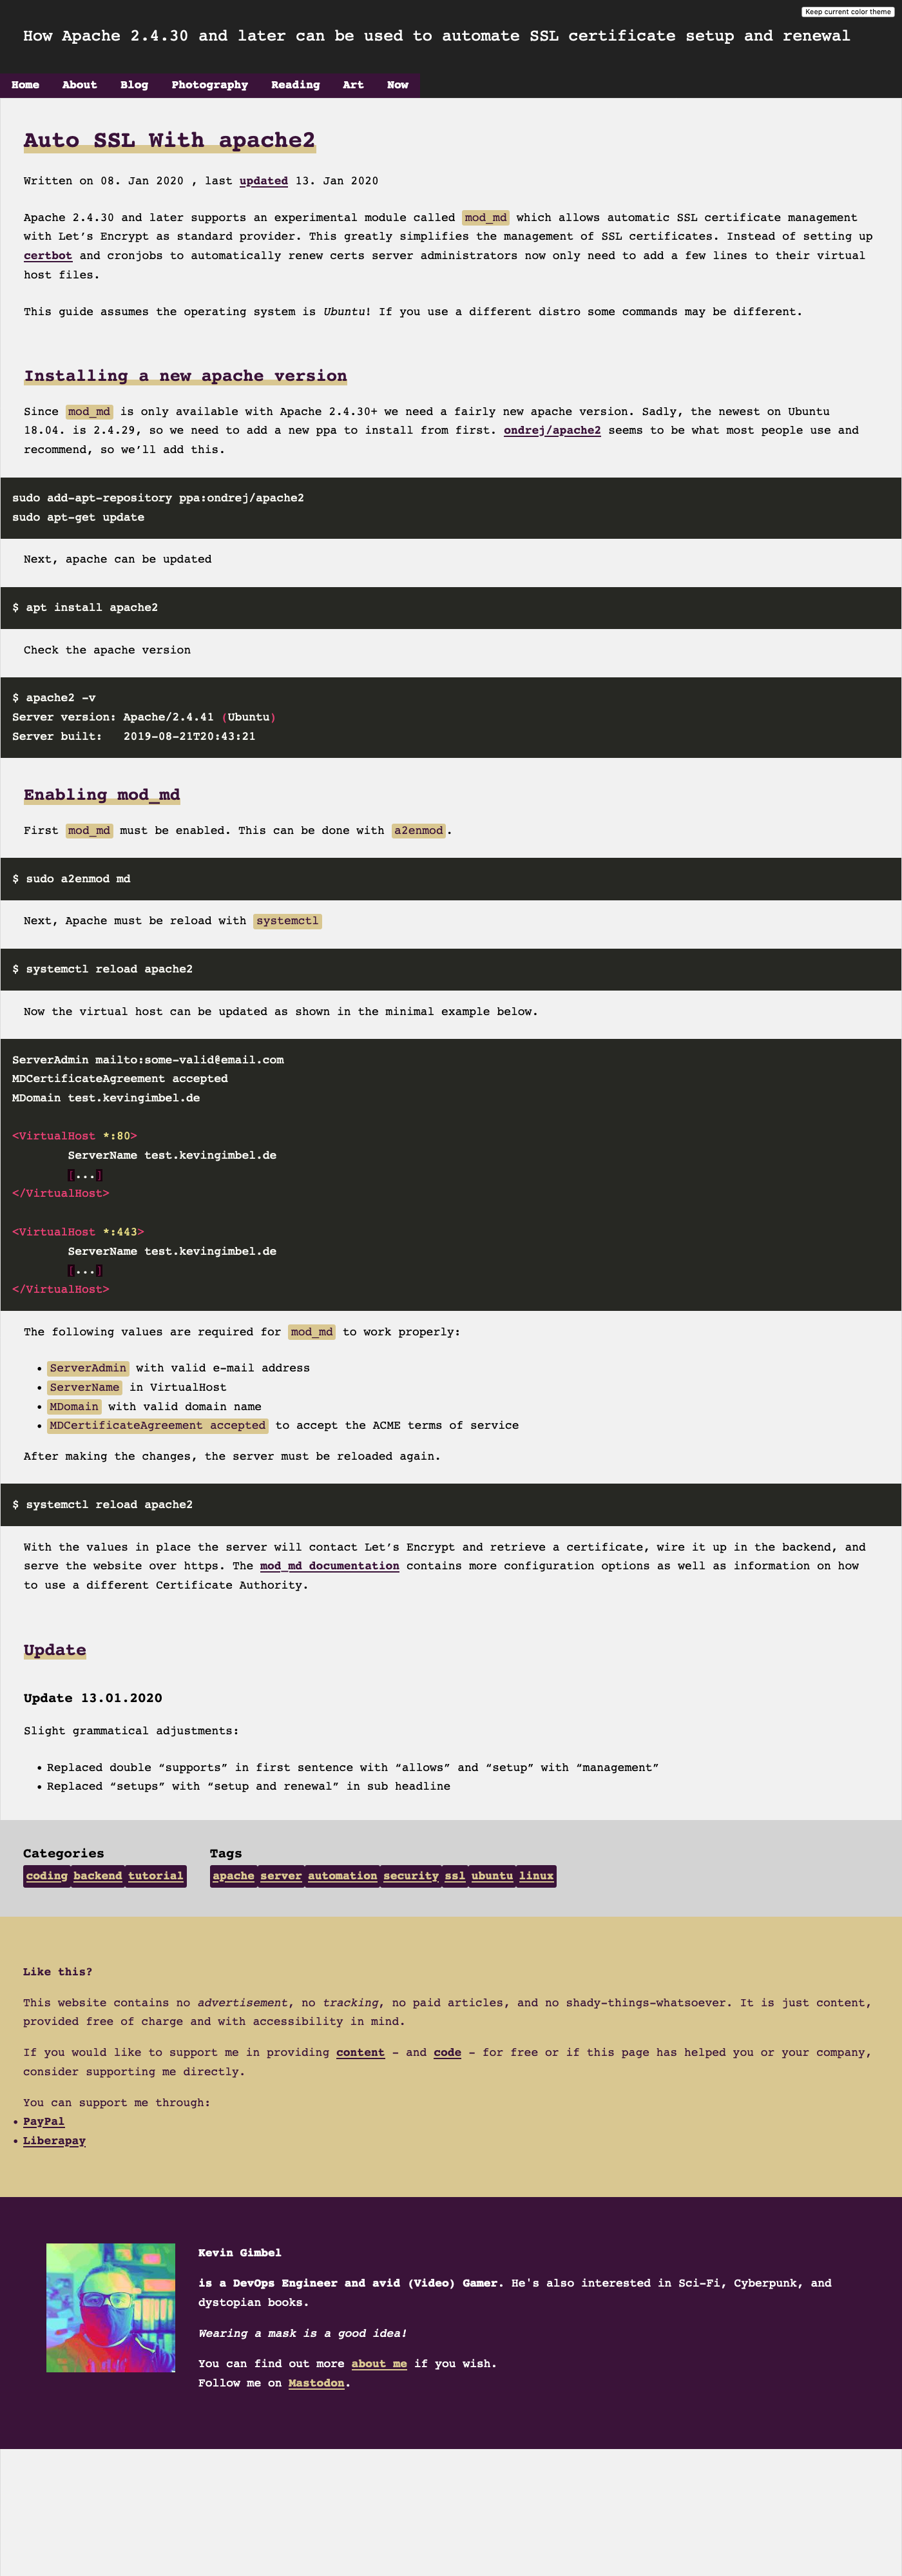 Keep current color theme
How Apache 2.4.30 and later can be used to automate SSL certificate setup and renewal
Home About Blog Photography Reading Art Now
Auto SSL With apache2
Written on 08. Jan 2020 , last updated 13. Jan 2020
Apache 2.4.30 and later supports an experimental module called mod_md which allows automatic SSL certificate management
with Let’s Encrypt as standard provider. This greatly simplifies the management of SSL certificates. Instead of setting up
certbot and cronjobs to automatically renew certs server administrators now only need to add a few lines to their virtual
host files.
This guide assumes the operating system is Ubuntu! If you use a different distro some commands may be different.
Installing a new apache version
Since mod_md is only available with Apache 2.4.30+ we need a fairly new apache version. Sadly, the newest on Ubuntu
18.04. is 2.4.29, so we need to add a new ppa to install from first. ondrej/apache2 seems to be what most people use and
recommend, so we’ll add this.
sudo add-apt-repository ppa:ondrej/apache2
sudo apt-get update
Next, apache can be updated
$ apt install apache2
Check the apache version
$ apache2 -v
Server version: Apache/2.4.41 (Ubuntu)
Server built:   2019-08-21T20:43:21
Enabling mod_md
First mod_md must be enabled. This can be done with a2enmod.
$ sudo a2enmod md
Next, Apache must be reload with systemctl
$ systemctl reload apache2
Now the virtual host can be updated as shown in the minimal example below.
ServerAdmin mailto:some-valid@email.com
MDCertificateAgreement accepted
MDomain test.kevingimbel.de
<VirtualHost *:80>
ServerName test.kevingimbel.de
[...]
</VirtualHost>
<VirtualHost *:443>
ServerName test.kevingimbel.de
[...]
</VirtualHost>
The following values are required for mod_md to work properly:
• ServerAdmin with valid e-mail address
• ServerName in VirtualHost
• MDomain with valid domain name
• MDCertificateAgreement accepted to accept the ACME terms of service
After making the changes, the server must be reloaded again.
$ systemctl reload apache2
With the values in place the server will contact Let’s Encrypt and retrieve a certificate, wire it up in the backend, and
serve the website over https. The mod_md documentation contains more configuration options as well as information on how
to use a different Certificate Authority.
Update
Update 13.01.2020
Slight grammatical adjustments:
• Replaced double “supports” in first sentence with “allows” and “setup” with “management”
• Replaced “setups” with “setup and renewal” in sub headline
Categories Tags
coding backend tutorial apache server automation security ssl ubuntu linux
Like this?
This website contains no advertisement, no tracking, no paid articles, and no shady-things-whatsoever. It is just content,
provided free of charge and with accessibility in mind.
If you would like to support me in providing content - and code - for free or if this page has helped you or your company,
consider supporting me directly.
You can support me through:
• PayPal
• Liberapay
Kevin Gimbel
is a DevOps Engineer and avid (Video) Gamer. He's also interested in Sci-Fi, Cyberpunk, and
dystopian books.
Wearing a mask is a good idea!
You can find out more about me if you wish.
Follow me on Mastodon.